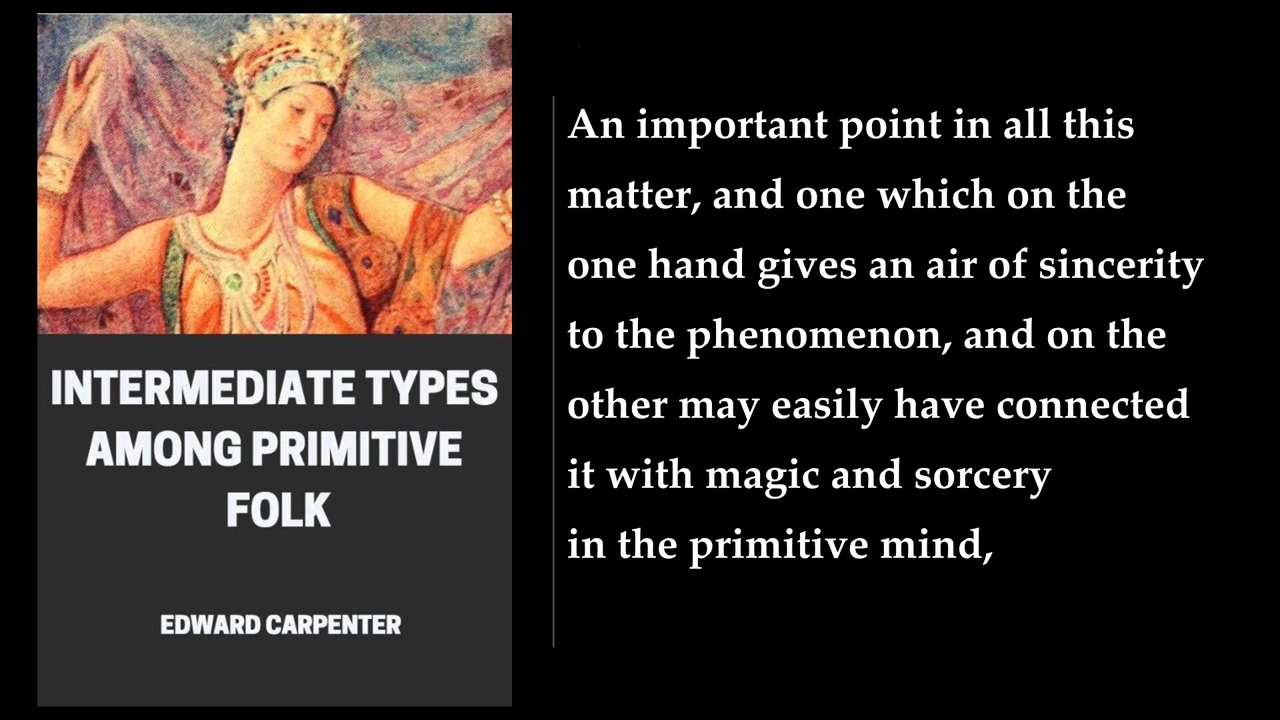 INTERMEDIATE TYPES
AMONG PRIMITIVE
FOLK
EDWARD CARPENTER
An important point in all this
matter, and one which on the
one hand gives an air of sincerity
to the phenomenon, and on the
other may easily have connected
it with magic and sorcery
in the primitive mind,